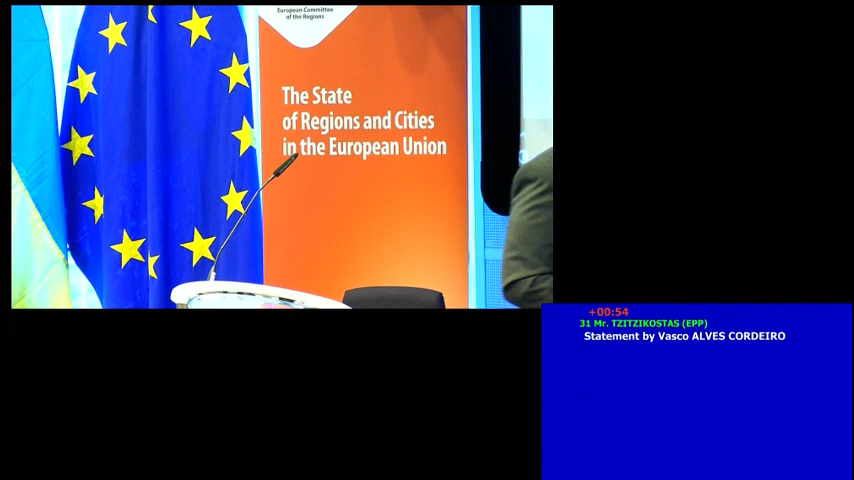 European Committee
of the Regions
The State
of Regions and Cities
in the European Union
+00:54
31 Mr. TZITZIKOSTAS (EPP)
Statement by Vasco ALVES CORDEIRO